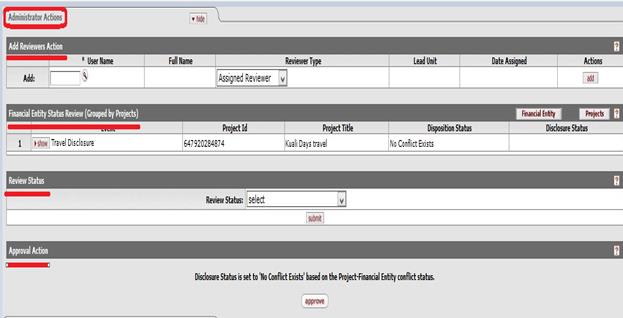 Administrator Actions
▾ hide
Add Reviewers Action ?
* User Name Full Name Reviewer Type Lead Unit Date Assigned Actions
Add: Assigned Reviewer add
Financial Entity Status Review (Grouped by Projects) Financial Entity Projects ?
Event Project Id Project Title Disposition Status Disclosure Status
1 ▸ show Travel Disclosure 647920284874 Kuali Days travel No Conflict Exists
Review Status ?
Review Status: select
submit
Approval Action ?
Disclosure Status is set to 'No Conflict Exists' based on the Project-Financial Entity conflict status.
approve